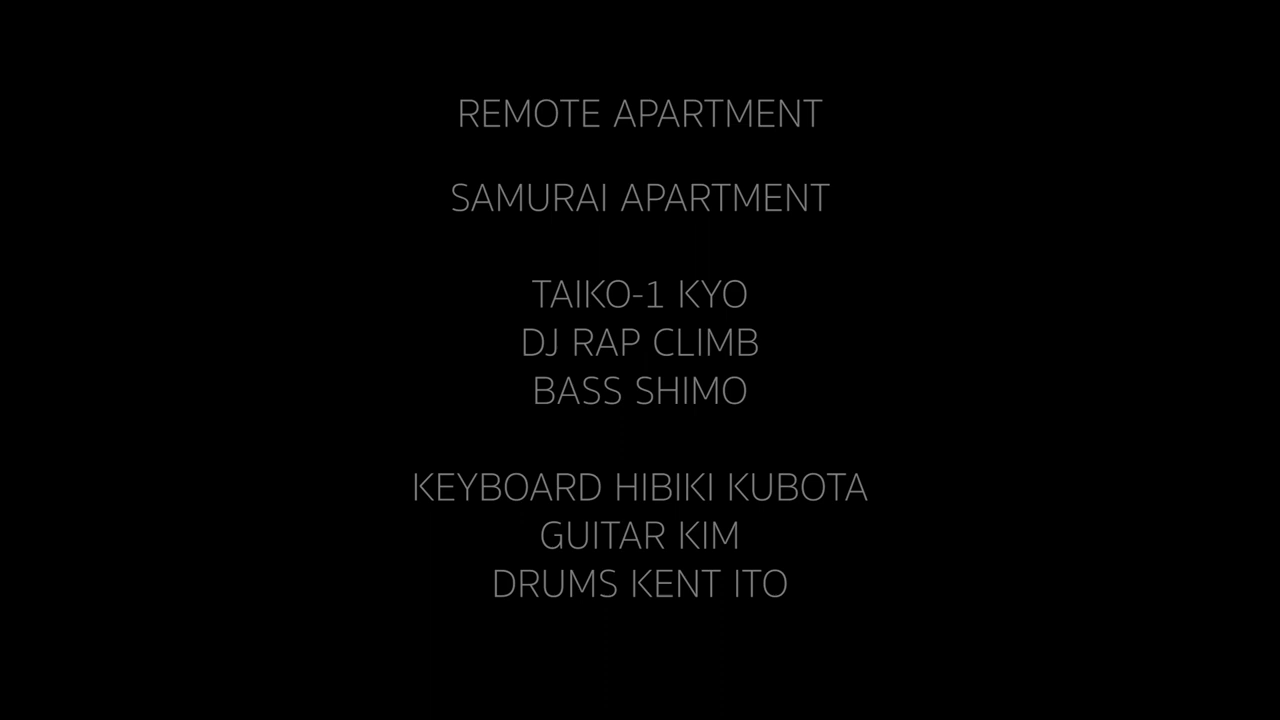 REMOTE APARTMENT
SAMURAI APARTMENT
TAIKO-1 KYO
DJ RAP CLIMB
BASS SHIMO
KEYBOARD HIBIKI KUBOTA
GUITAR KIM
DRUMS KENT ITO